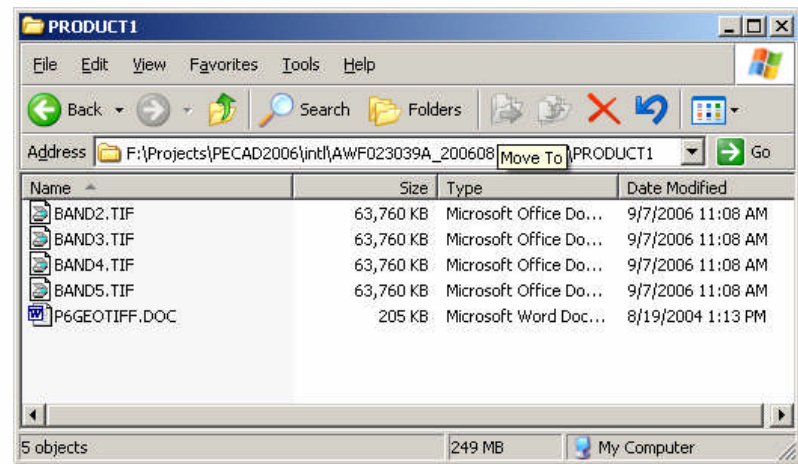 PRODUCT1
File Edit View Favorites Tools Help
Back Search Folders
Address F:\Projects\PECAD2006\intl\AWF023039A_200608 Move To \PRODUCT1 Go
Name Size Type Date Modified
BAND2.TIF 63,760 KB Microsoft Office Do... 9/7/2006 11:08 AM
BAND3.TIF 63,760 KB Microsoft Office Do... 9/7/2006 11:08 AM
BAND4.TIF 63,760 KB Microsoft Office Do... 9/7/2006 11:08 AM
BAND5.TIF 63,760 KB Microsoft Office Do... 9/7/2006 11:08 AM
P6GEOTIFF.DOC 205 KB Microsoft Word Doc... 8/19/2004 1:13 PM
5 objects 249 MB My Computer